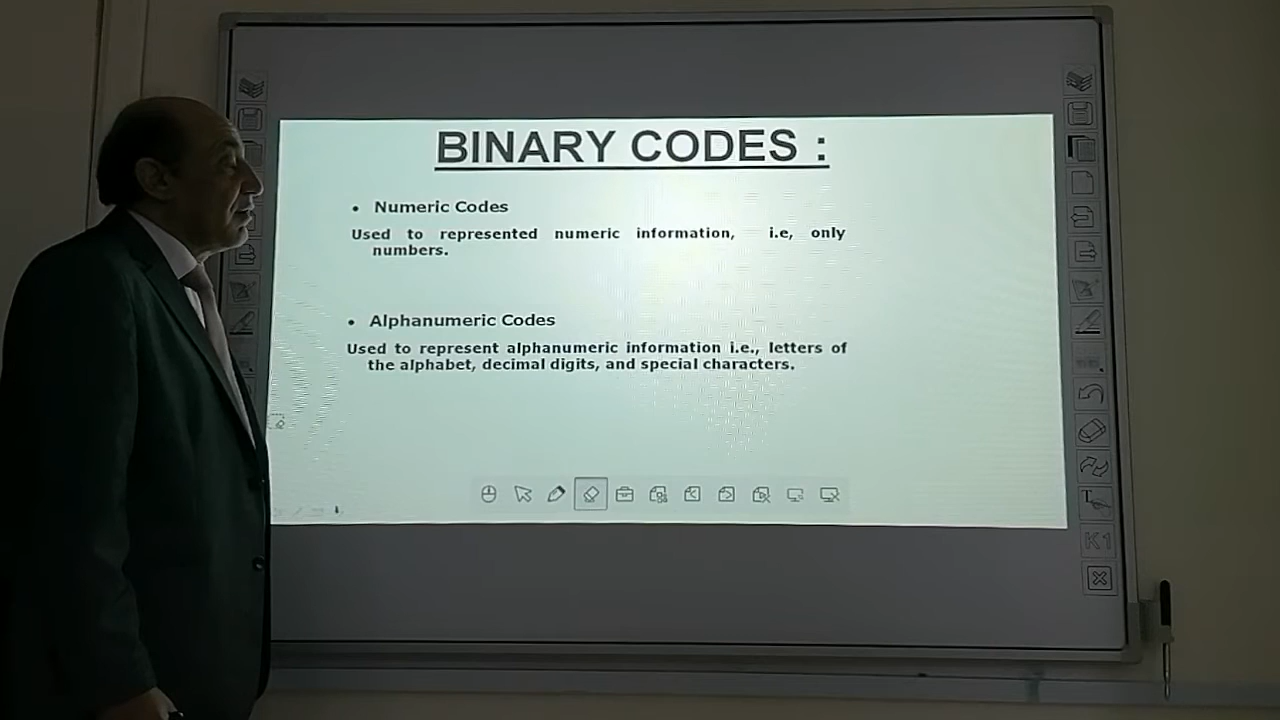 BINARY CODES :
• Numeric Codes
Used to represented numeric information, i.e, only
numbers.
• Alphanumeric Codes
Used to represent alphanumeric information i.e., letters of
the alphabet, decimal digits, and special characters.
K1